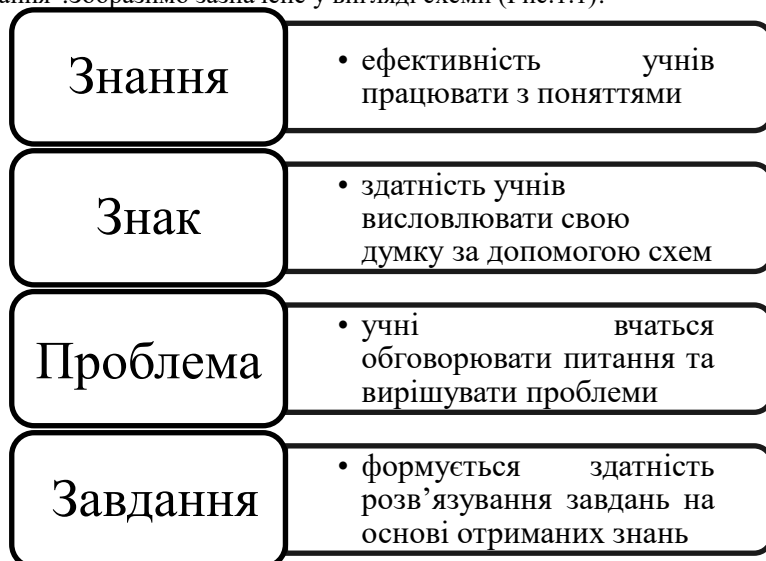 Знання
• ефективність учнів
працювати з поняттями
Знак
• здатність учнів
висловлювати свою
думку за допомогою схем
Проблема
• учні вчаться
обговорювати питання та
вирішувати проблеми
Завдання
• формується здатність
розв’язування завдань на
основі отриманих знань